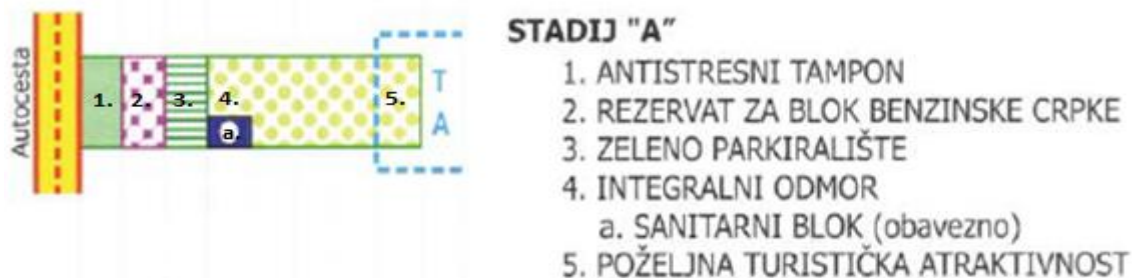 Autocesta
1. 2. 3. 4. 5.
a.
T
A
STADIJ "A"
1. ANTISTRESNI TAMPON
2. REZERVAT ZA BLOK BENZINSKE CRPKE
3. ZELENO PARKIRALIŠTE
4. INTEGRALNI ODMOR
a. SANITARNI BLOK (obavezno)
5. POŽELJNA TURISTIČKA ATRAKTIVNOST